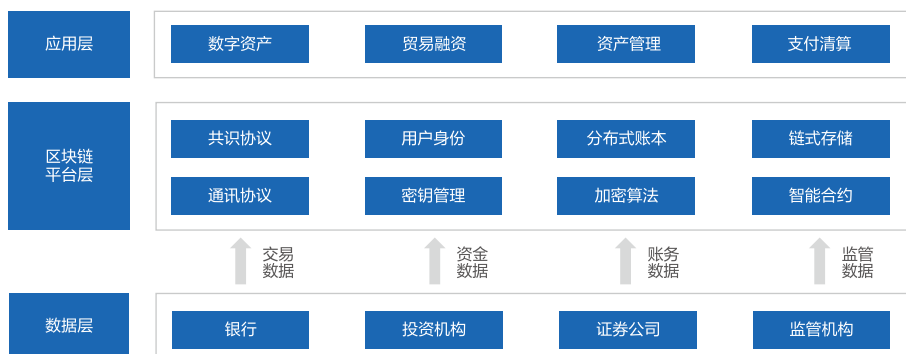 应用层
数字资产
贸易融资
资产管理
支付清算
区块链
平台层
共识协议
用户身份
分布式账本
链式存储
通讯协议
密钥管理
加密算法
智能合约
交易
数据
资金
数据
账务
数据
监管
数据
数据层
银行
投资机构
证券公司
监管机构